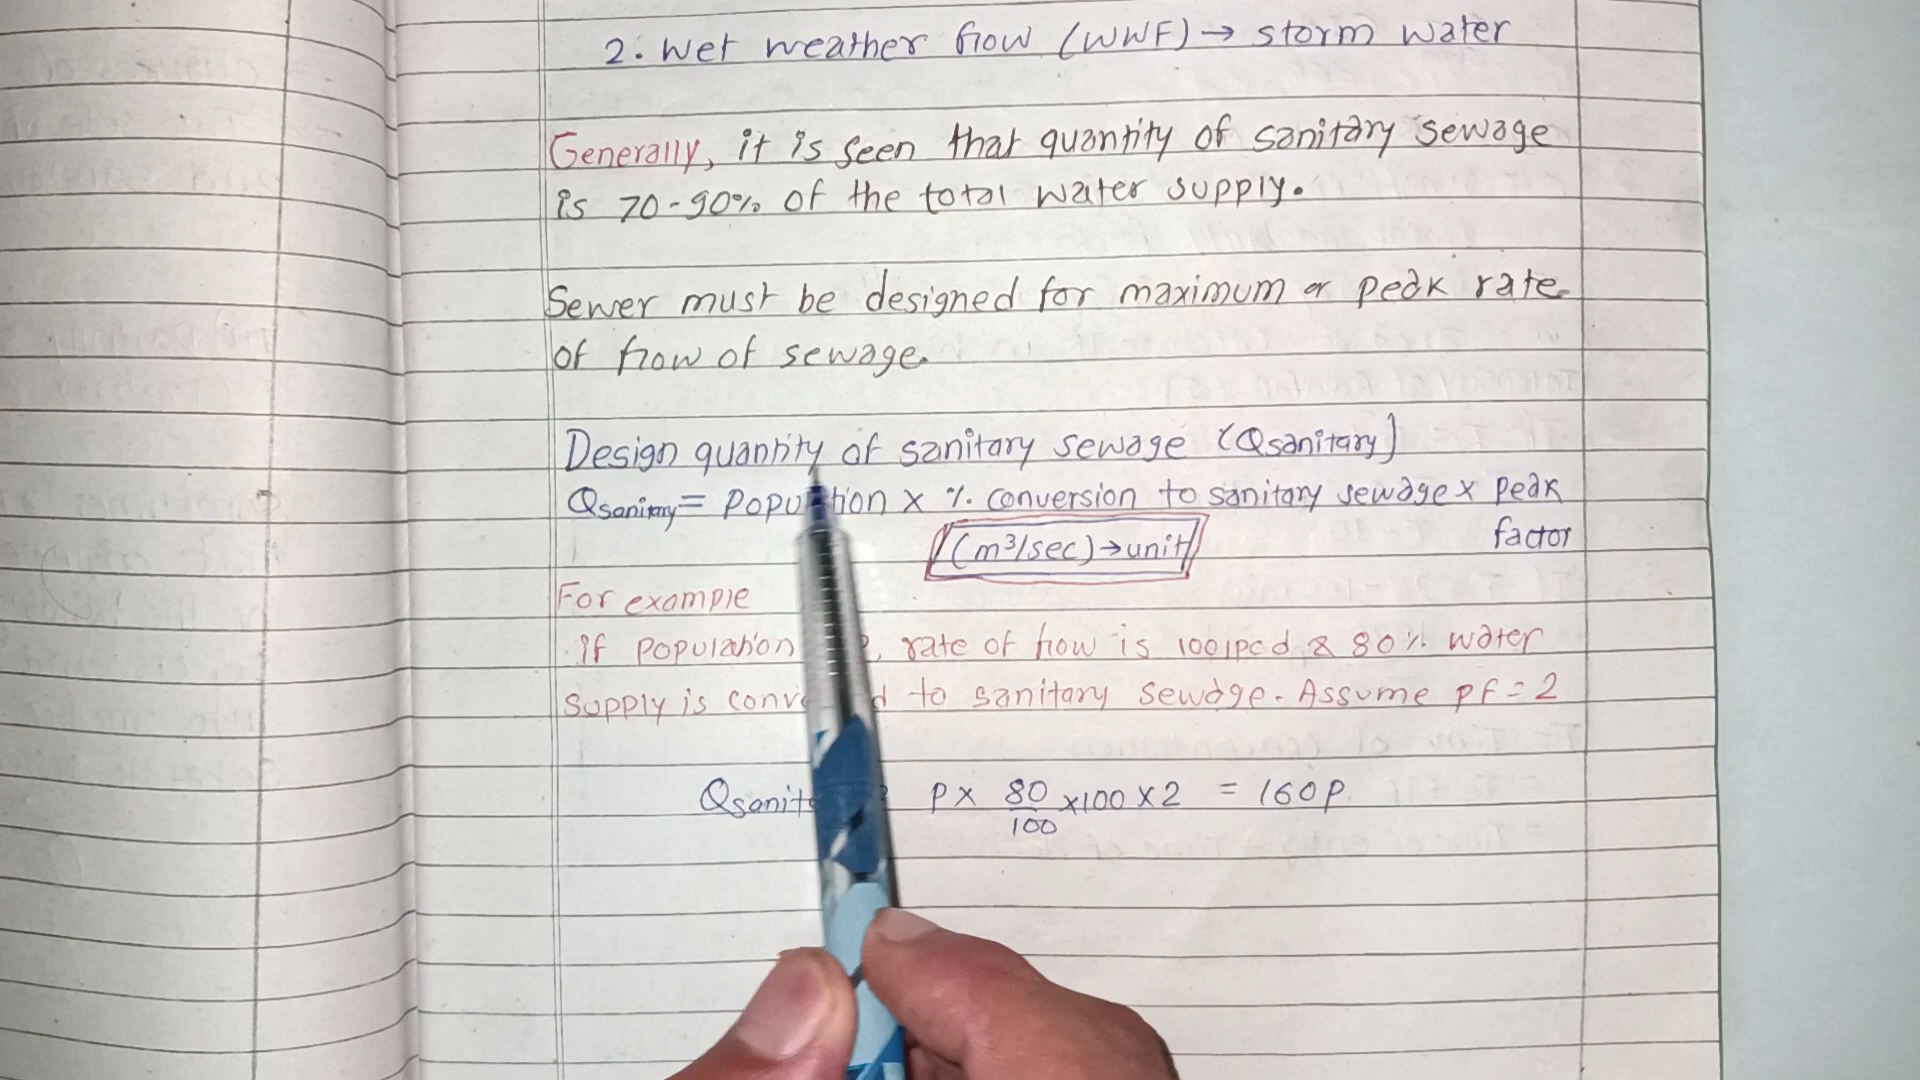 2. Wet weather flow (WWF) → storm water
Generally, it is seen that quantity of sanitary sewage
is 70-90% of the total water supply.
Sewer must be designed for maximum or peak rate
of flow of sewage.
Design quantity of sanitary sewage (Qsanitary)
Qsanitary = Population x % conversion to sanitary sewage x peak
factor
(m³/sec) → unit
For example
if population rate of flow is 100 lpcd & 80% water
supply is to sanitary sewage. Assume pf = 2
P x 80/100 x 100 x 2 = 160P